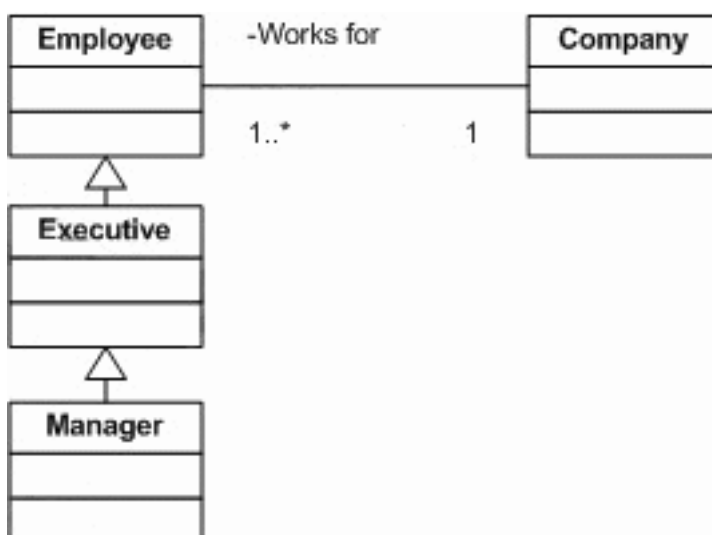 Employee
-Works for
Company
1..*
1
Executive
Manager